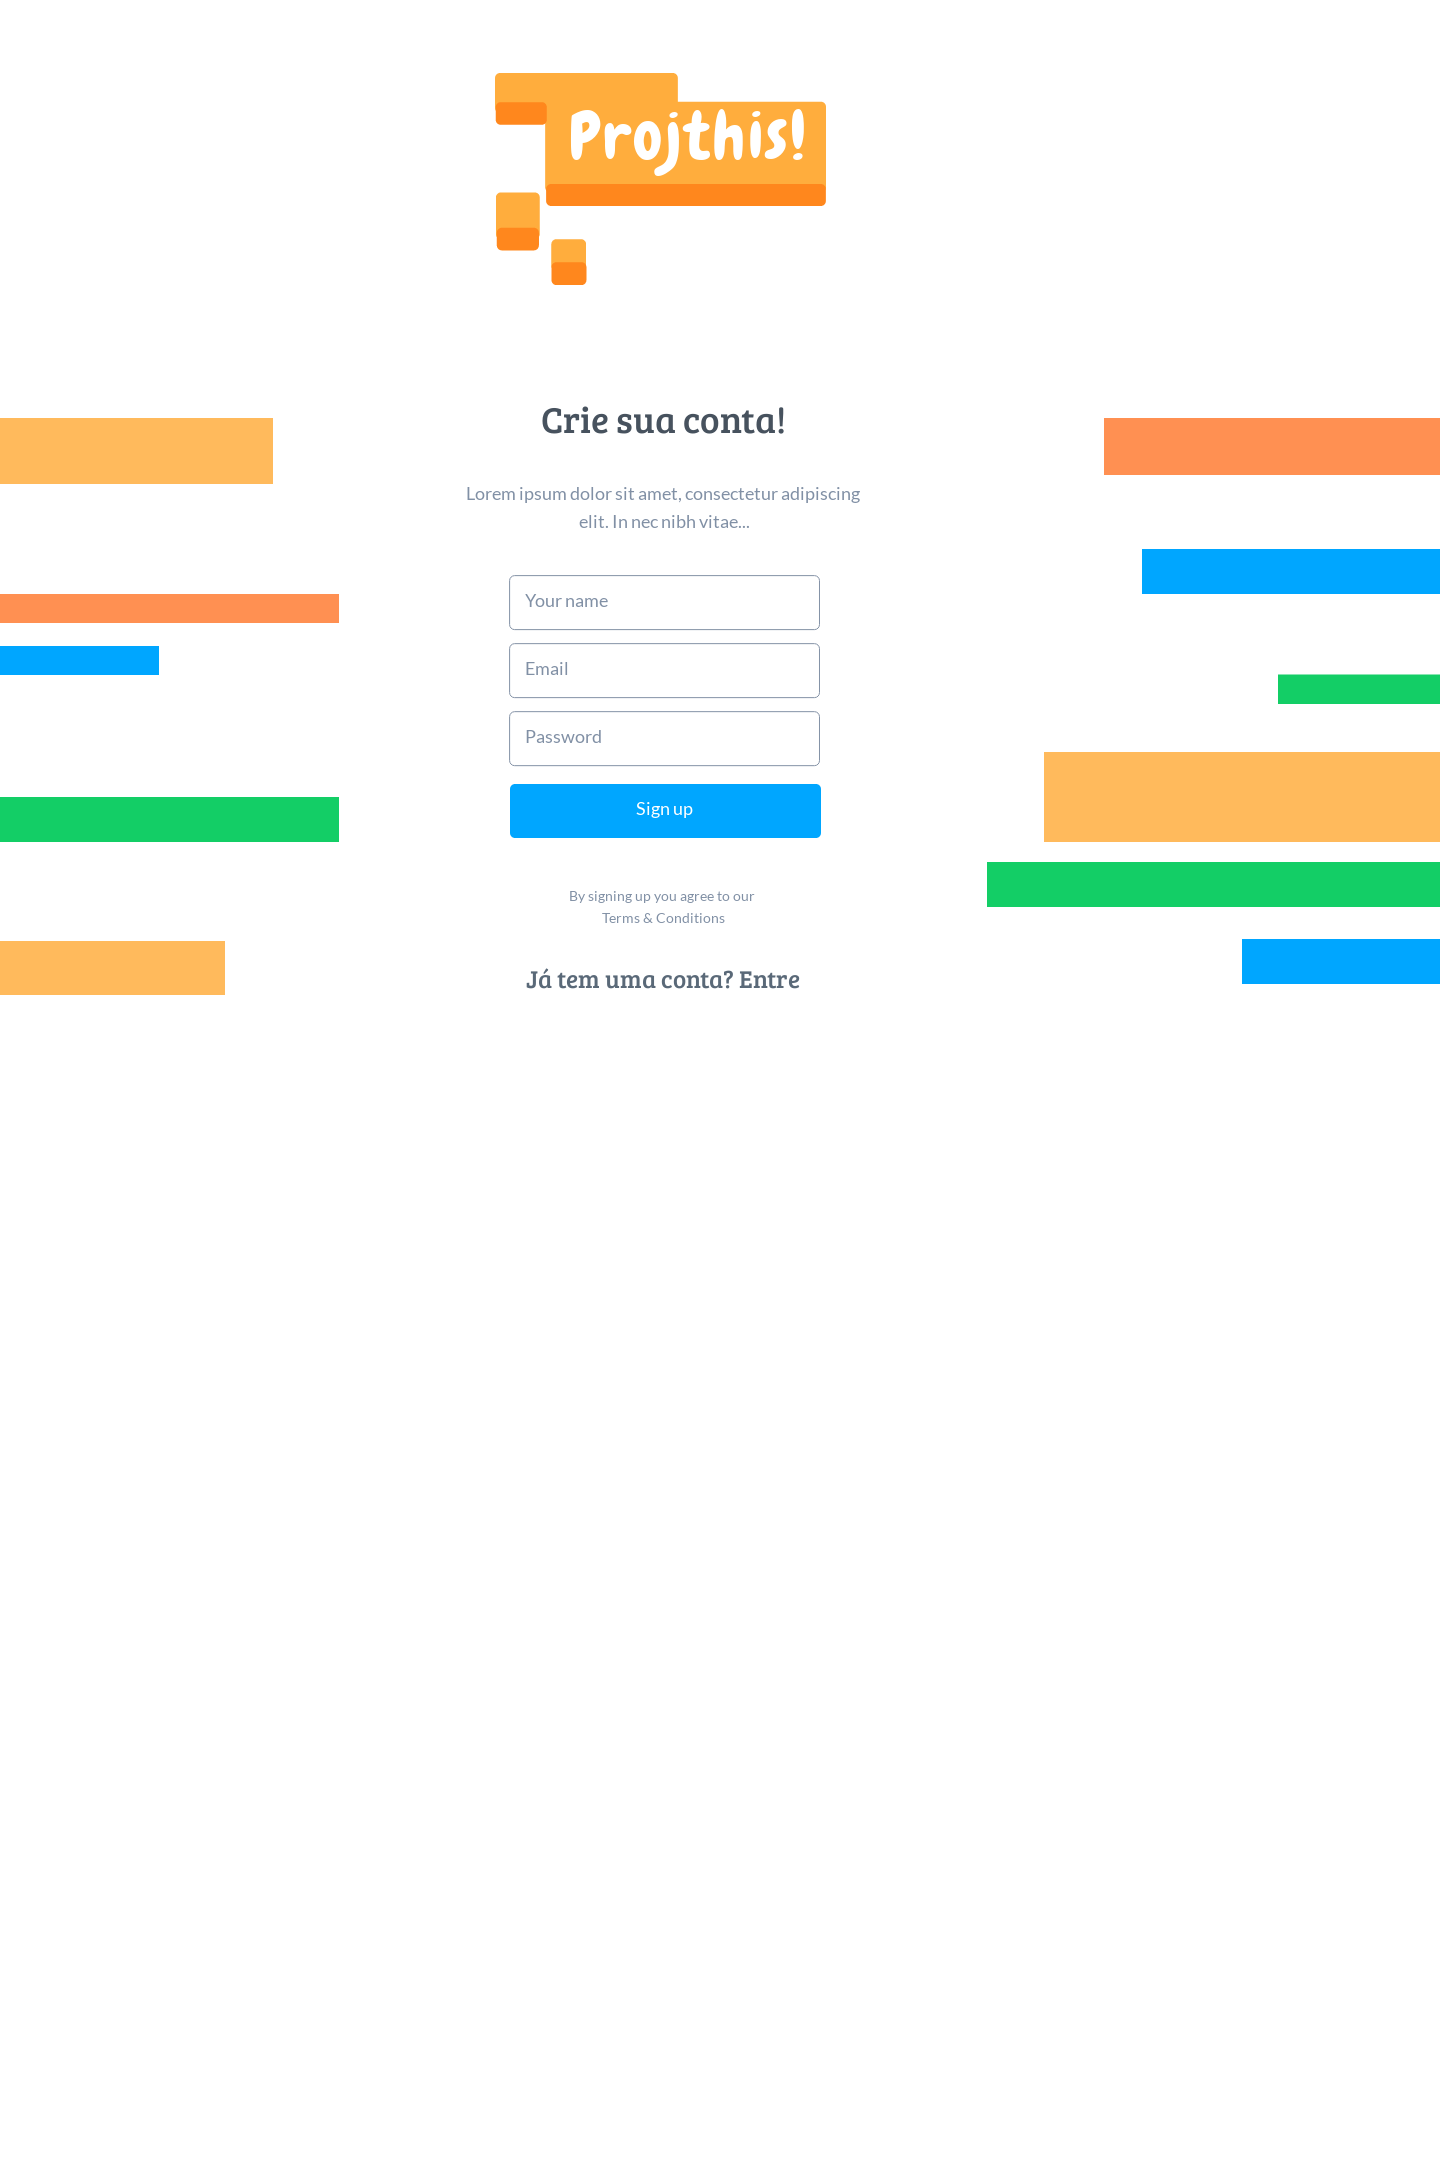 Projthis!
Crie sua conta!
Lorem ipsum dolor sit amet, consectetur adipiscing
elit. In nec nibh vitae...
Your name
Email
Password
Sign up
By signing up you agree to our
Terms & Conditions
Já tem uma conta? Entre